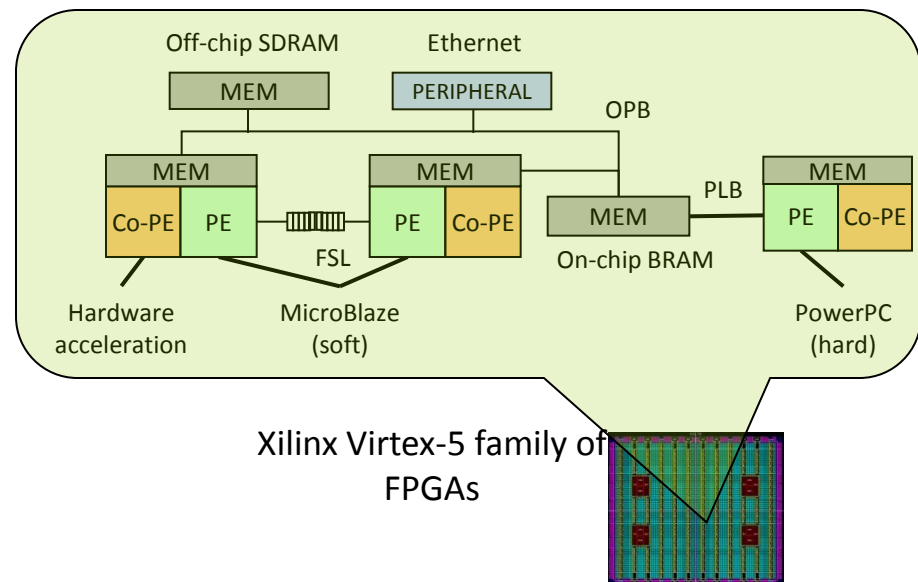 Off-chip SDRAM
Ethernet
MEM
PERIPHERAL
OPB
MEM
MEM
MEM
Co-PE
PE
FSL
PE
Co-PE
MEM
PLB
PE
Co-PE
On-chip BRAM
Hardware
acceleration
MicroBlaze
(soft)
PowerPC
(hard)
Xilinx Virtex-5 family of
FPGAs